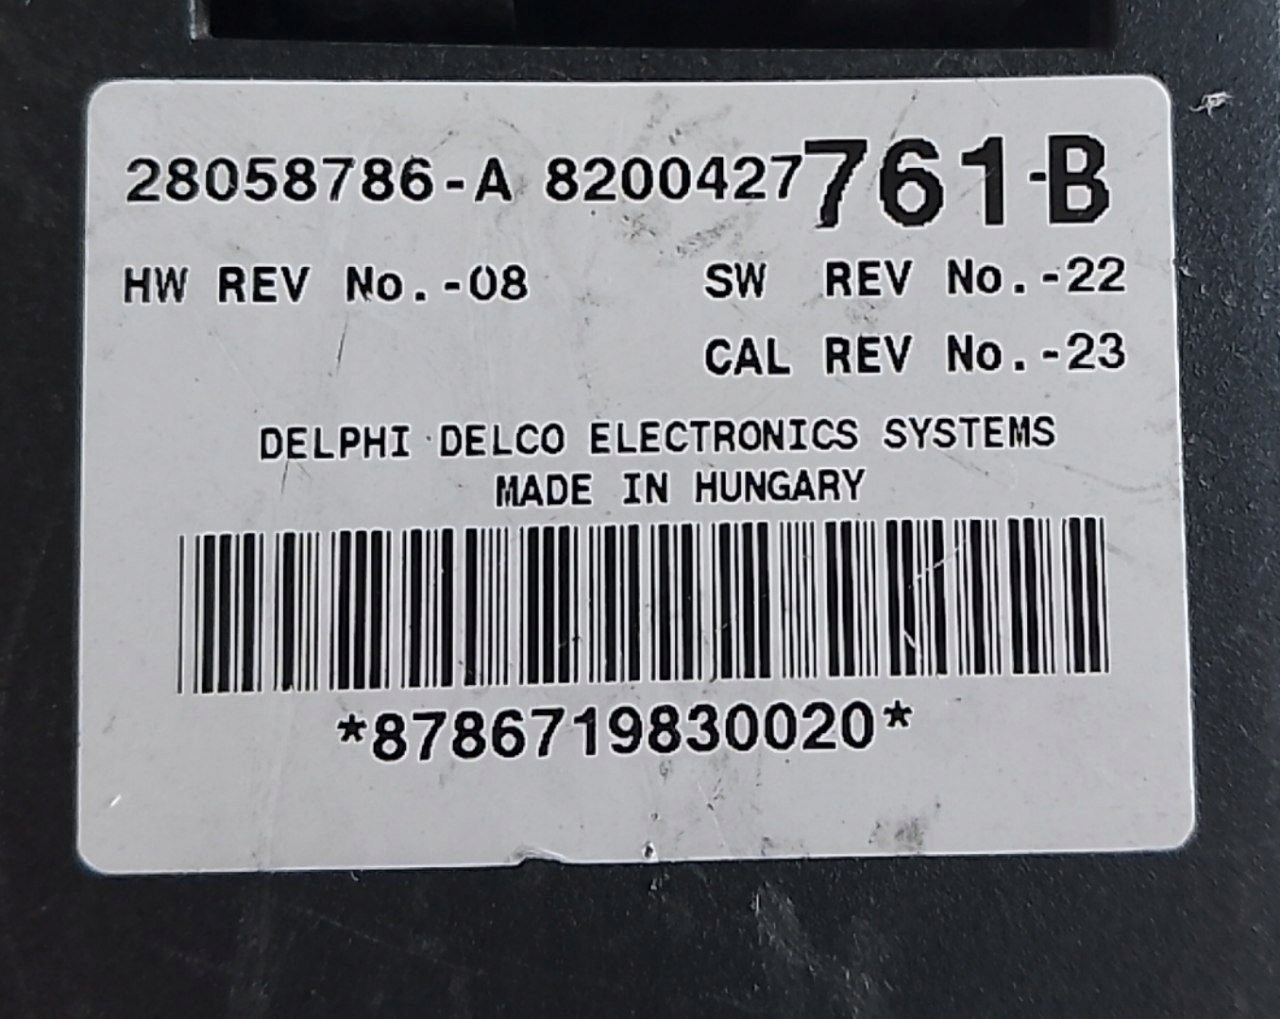 28058786-A 8200427761-B
HW REV No.-08 SW REV No.-22
CAL REV No.-23
DELPHI DELCO ELECTRONICS SYSTEMS
MADE IN HUNGARY
*8786719830020*